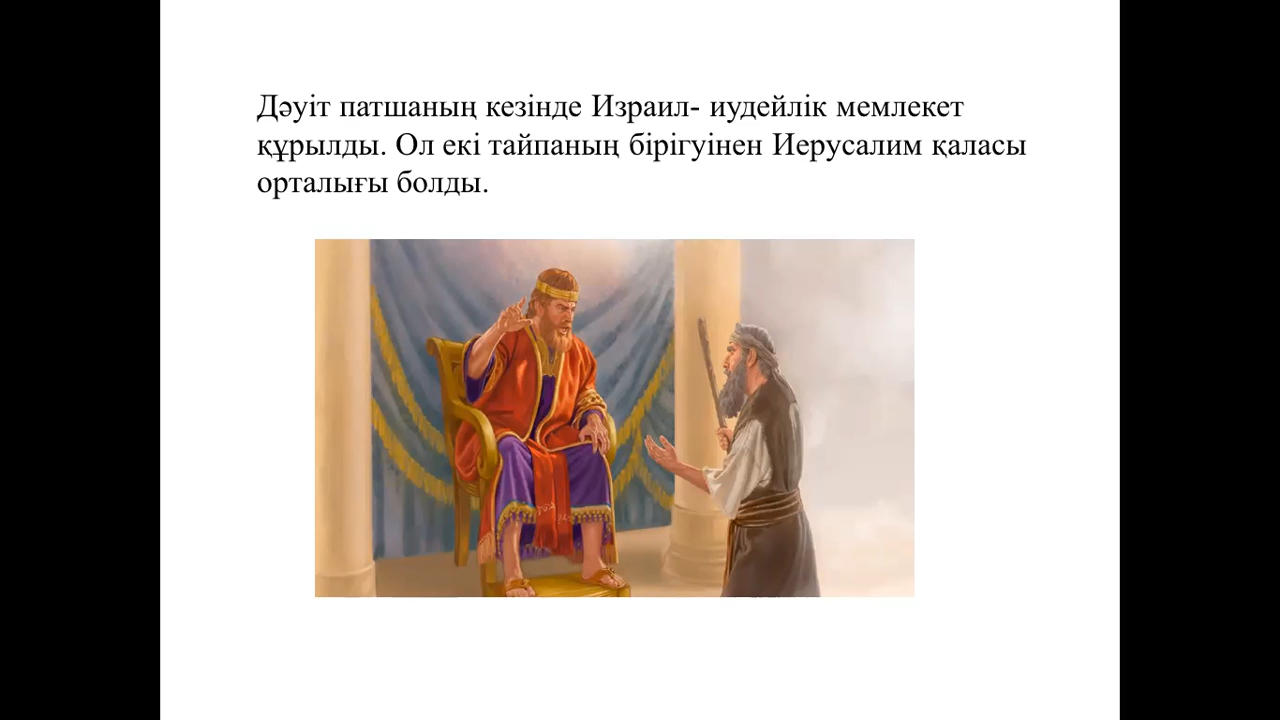 Дәуіт патшаның кезінде Израил- иудейлік мемлекет
құрылды. Ол екі тайпаның бірігуінен Иерусалим қаласы
орталығы болды.